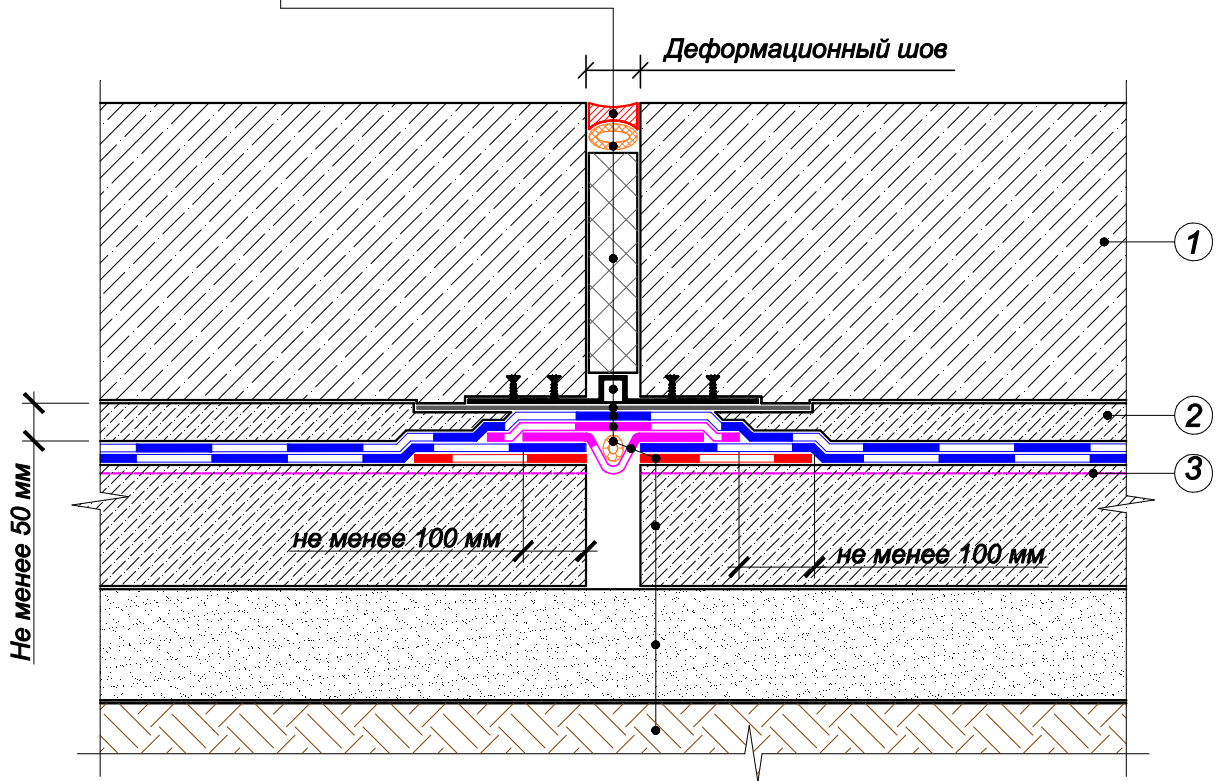 Деформационный шов
1
2
3
Не менее 50 мм
не менее 100 мм
не менее 100 мм